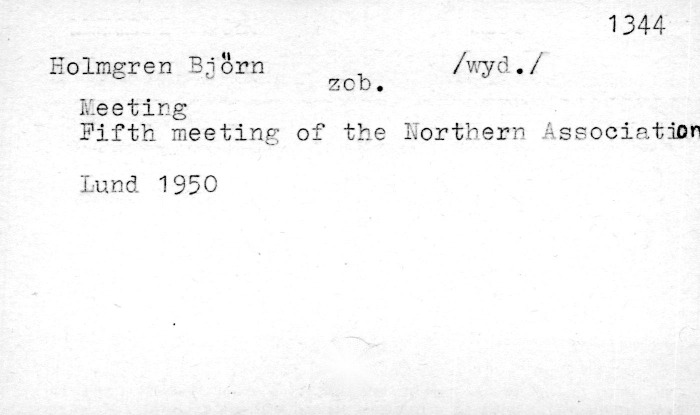 1344
Holmgren Björn /wyd./
zob.
Meeting
Fifth meeting of the Northern Association
Lund 1950